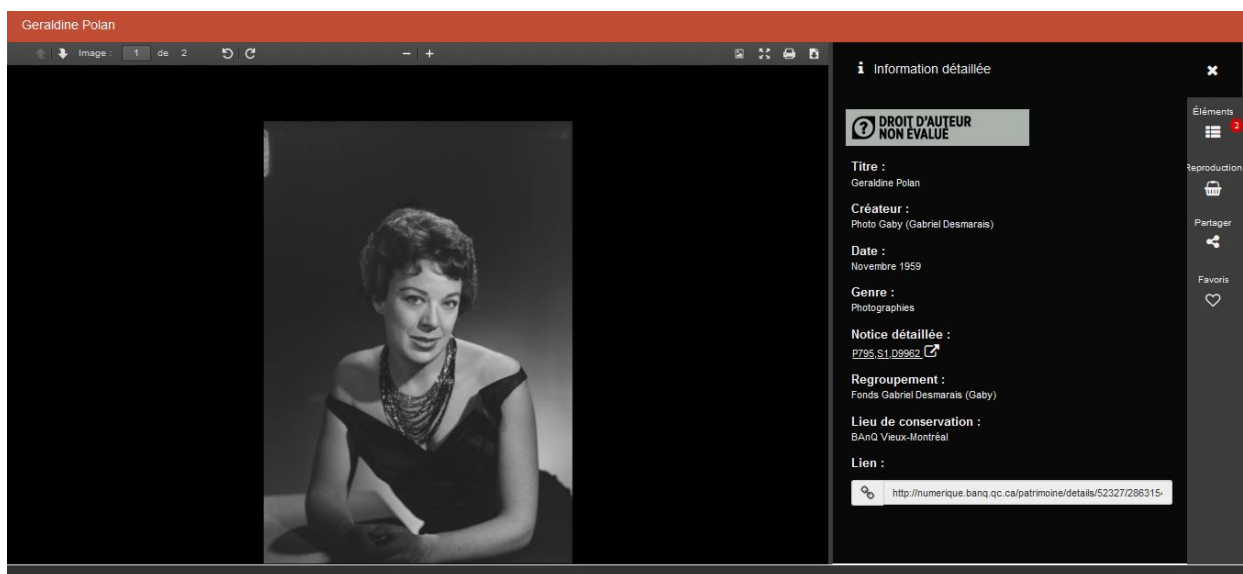 Geraldine Polan
Image : 1 de 2
Information détaillée
DROIT D'AUTEUR
NON ÉVALUÉ
Titre :
Geraldine Polan
Créateur :
Photo Gaby (Gabriel Desmarais)
Date :
Novembre 1959
Genre :
Photographies
Notice détaillée :
P795,S1,D9962
Regroupement :
Fonds Gabriel Desmarais (Gaby)
Lieu de conservation :
BAnQ Vieux-Montréal
Lien :
http://numerique.banq.qc.ca/patrimoine/details/52327/286315
Éléments
2
Reproduction
Partager
Favoris